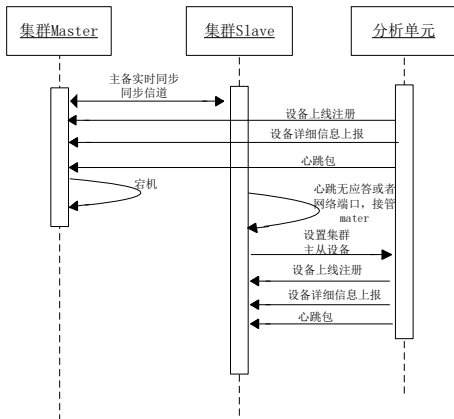 集群Master
集群Slave
分析单元
主备实时同步
同步信道
设备上线注册
设备详细信息上报
心跳包
宕机
心跳无应答或者
网络端口，接管
mater
设置集群
主从设备
设备上线注册
设备详细信息上报
心跳包